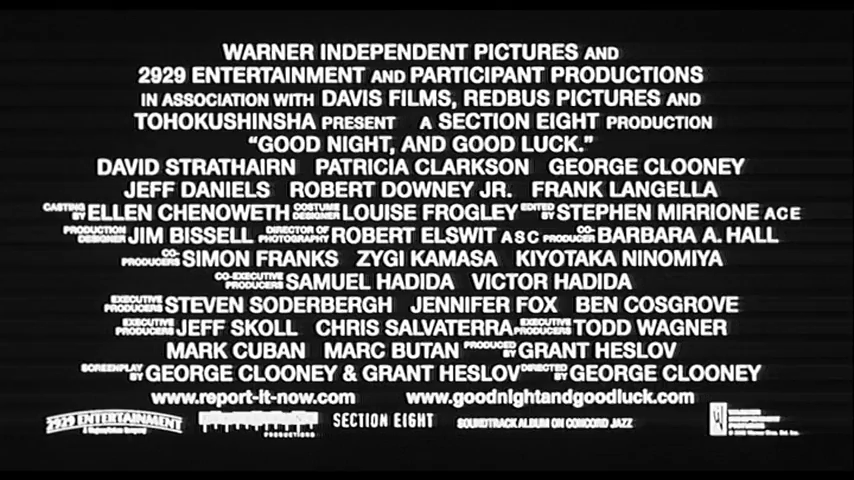 WARNER INDEPENDENT PICTURES AND
2929 ENTERTAINMENT AND PARTICIPANT PRODUCTIONS
IN ASSOCIATION WITH DAVIS FILMS, REDBUS PICTURES AND
TOHOKUSHINSHA PRESENT A SECTION EIGHT PRODUCTION
"GOOD NIGHT, AND GOOD LUCK."
DAVID STRATHAIRN PATRICIA CLARKSON GEORGE CLOONEY
JEFF DANIELS ROBERT DOWNEY JR. FRANK LANGELLA
CASTING BY ELLEN CHENOWETH COSTUME DESIGNER LOUISE FROGLEY EDITED BY STEPHEN MIRRIONE ACE
PRODUCTION DESIGNER JIM BISSELL DIRECTOR OF PHOTOGRAPHY ROBERT ELSWIT ASC CO-PRODUCER BARBARA A. HALL
CO-PRODUCERS SIMON FRANKS ZYGI KAMASA KIYOTAKA NINOMIYA
CO-EXECUTIVE PRODUCERS SAMUEL HADIDA VICTOR HADIDA
EXECUTIVE PRODUCERS STEVEN SODERBERGH JENNIFER FOX BEN COSGROVE
EXECUTIVE PRODUCERS JEFF SKOLL CHRIS SALVATERRA EXECUTIVE PRODUCERS TODD WAGNER
MARK CUBAN MARC BUTAN PRODUCED BY GRANT HESLOV
SCREENPLAY BY GEORGE CLOONEY & GRANT HESLOV DIRECTED BY GEORGE CLOONEY
www.report-it-now.com www.goodnightandgoodluck.com
2929 ENTERTAINMENT PRODUCTIONS SECTION EIGHT SOUNDTRACK ALBUM ON CONCORD JAZZ